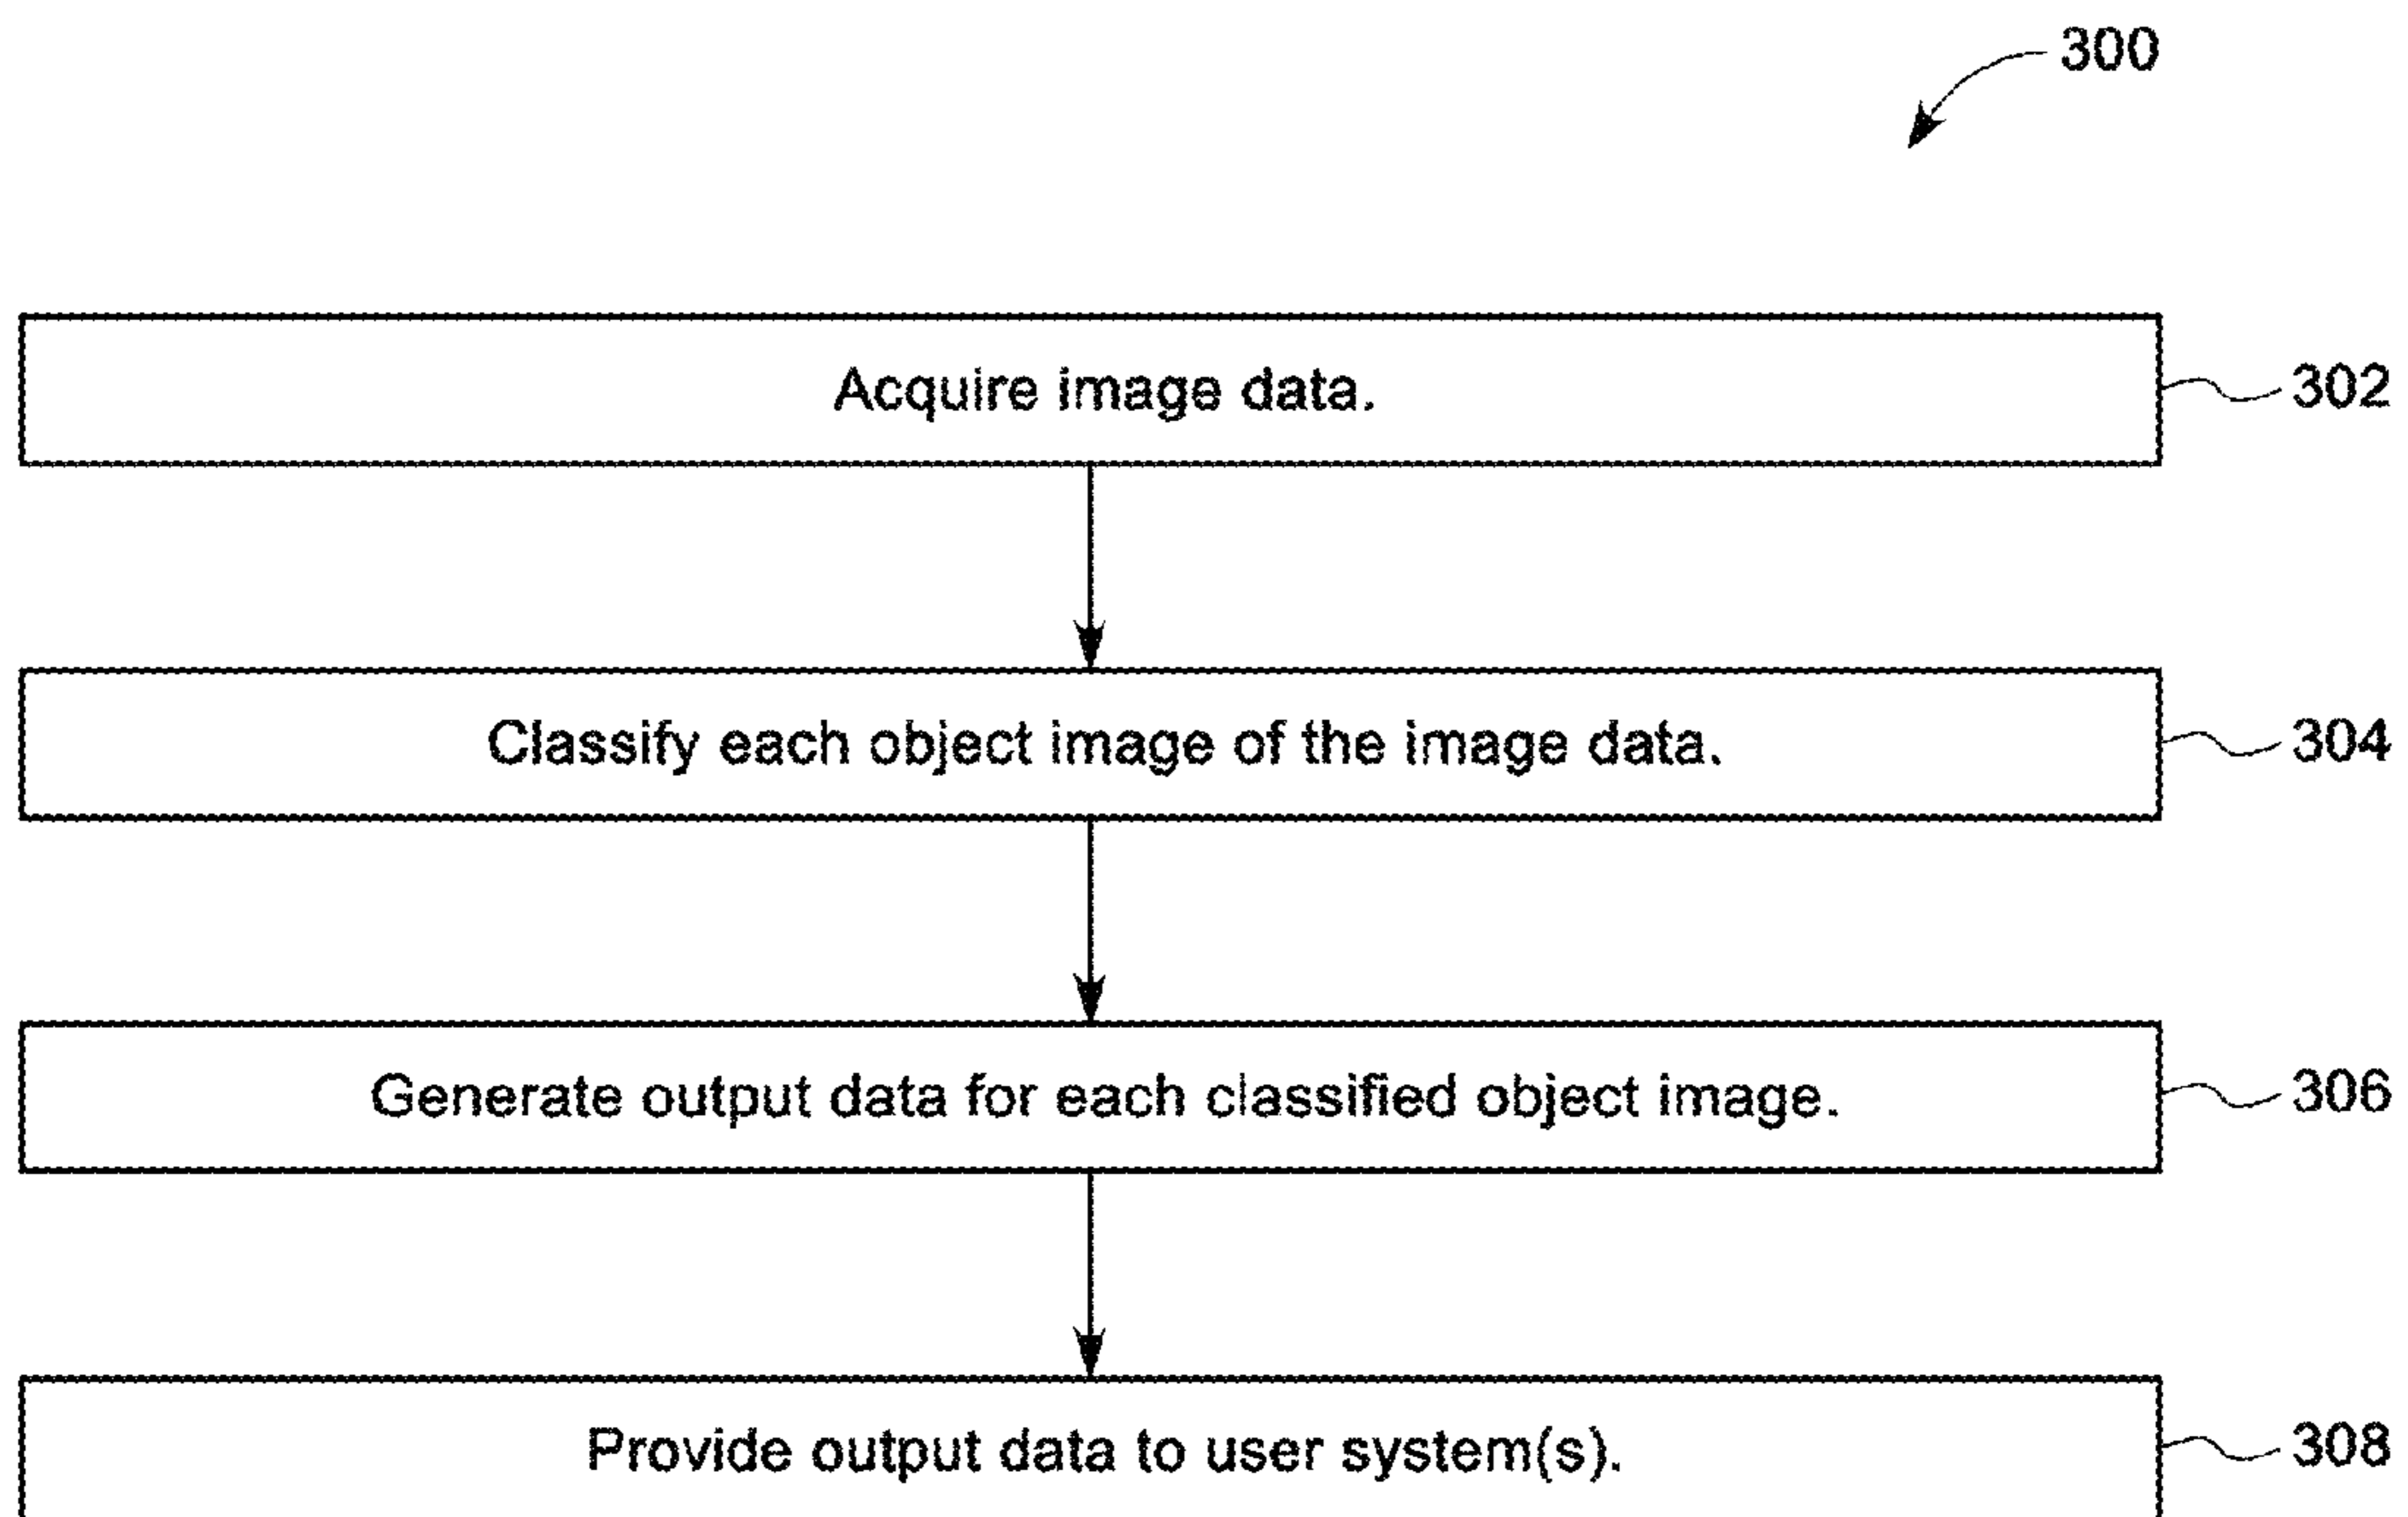 300
Acquire image data.
302
Classify each object image of the image data.
304
Generate output data for each classified object image.
306
Provide output data to user system(s).
308